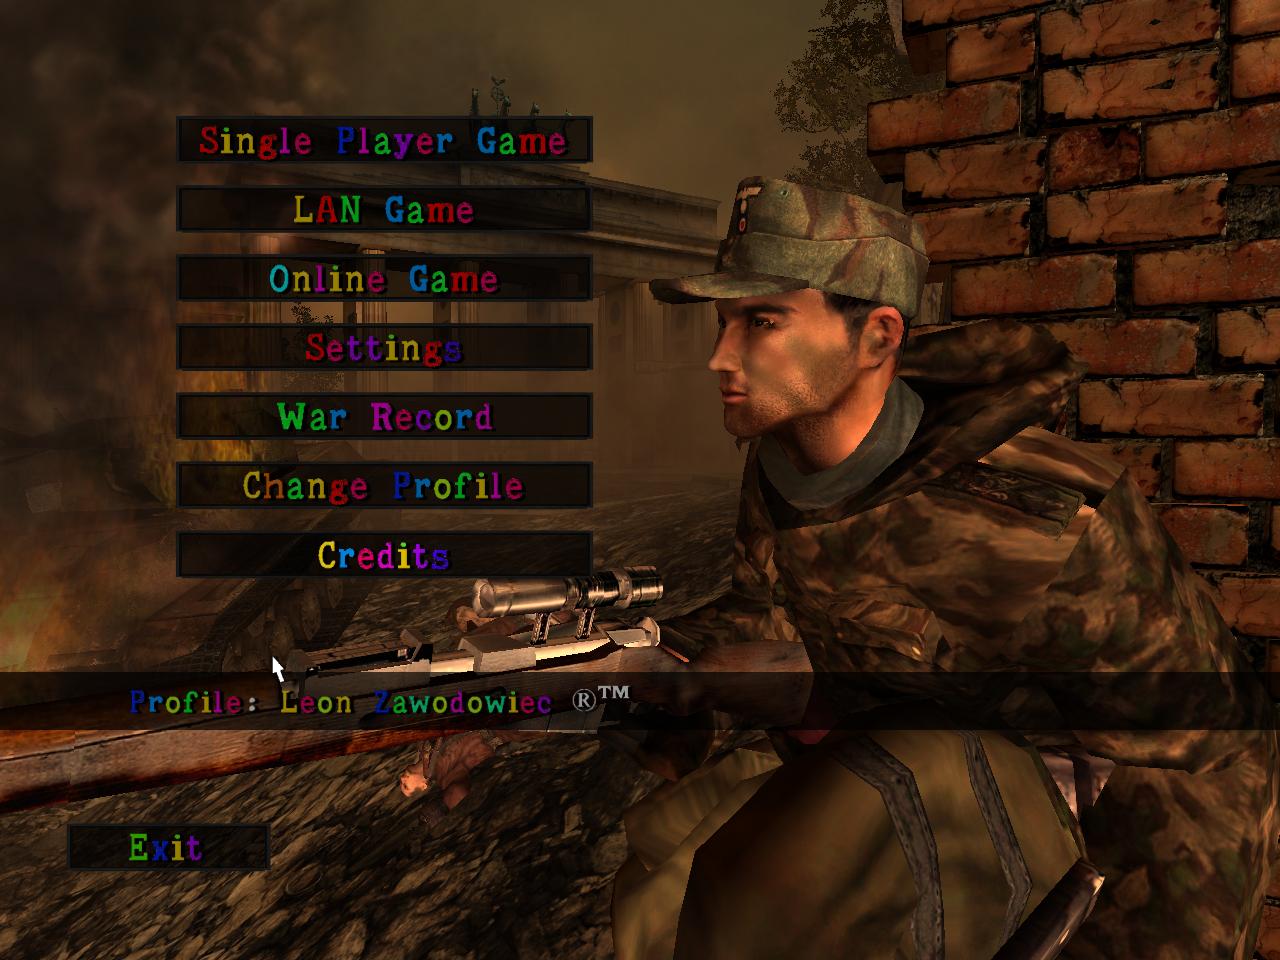 Single Player Game
LAN Game
Online Game
Settings
War Record
Change Profile
Credits
Profile: Leon Zawodowiec ®™
Exit